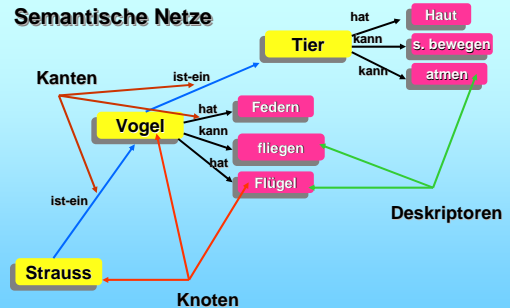 Semantische Netze
hat
Haut
Tier
kann
s. bewegen
kann
atmen
Kanten
ist-ein
hat
Federn
Vogel
kann
fliegen
hat
Flügel
ist-ein
Deskriptoren
Strauss
Knoten